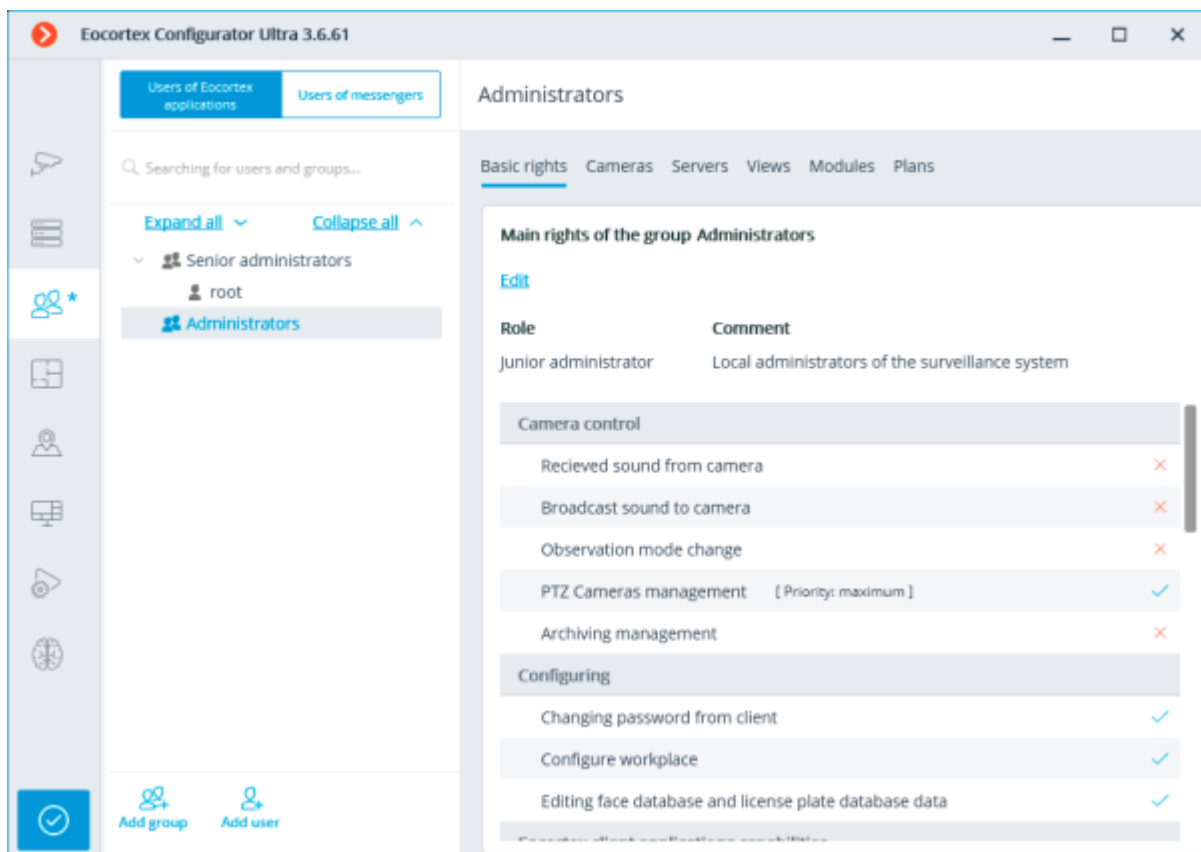 Eocortex Configurator Ultra 3.6.61
Users of Eocortex
applications
Users of messengers
Searching for users and groups...
Expand all
Collapse all
Senior administrators
root
Administrators
Add group
Add user
Administrators
Basic rights Cameras Servers Views Modules Plans
Main rights of the group Administrators
Edit
Role Comment
Junior administrator Local administrators of the surveillance system
Camera control
Recieved sound from camera
Broadcast sound to camera
Observation mode change
PTZ Cameras management [ Priority: maximum ]
Archiving management
Configuring
Changing password from client
Configure workplace
Editing face database and license plate database data
Eocortex client applications capabilities